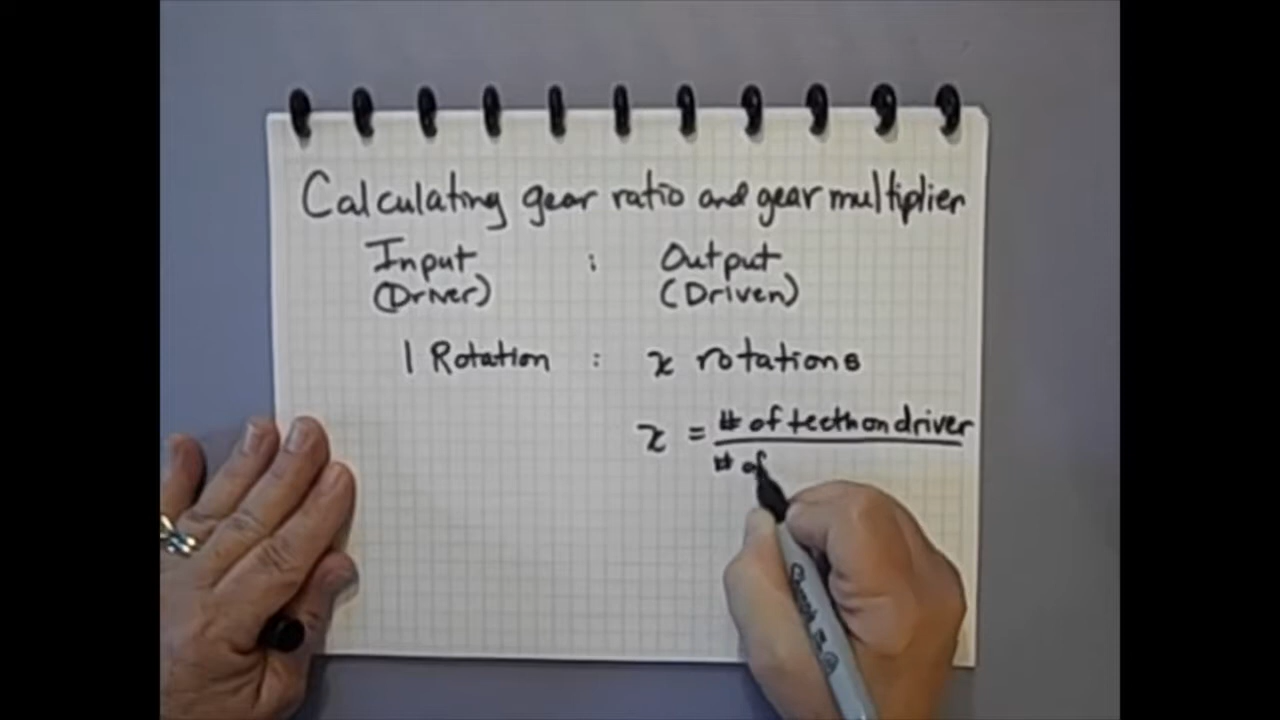 Calculating gear ratio and gear multiplier
Input : Output
(Driver) (Driven)
1 Rotation : x rotations
x = # of teeth on driver
# of